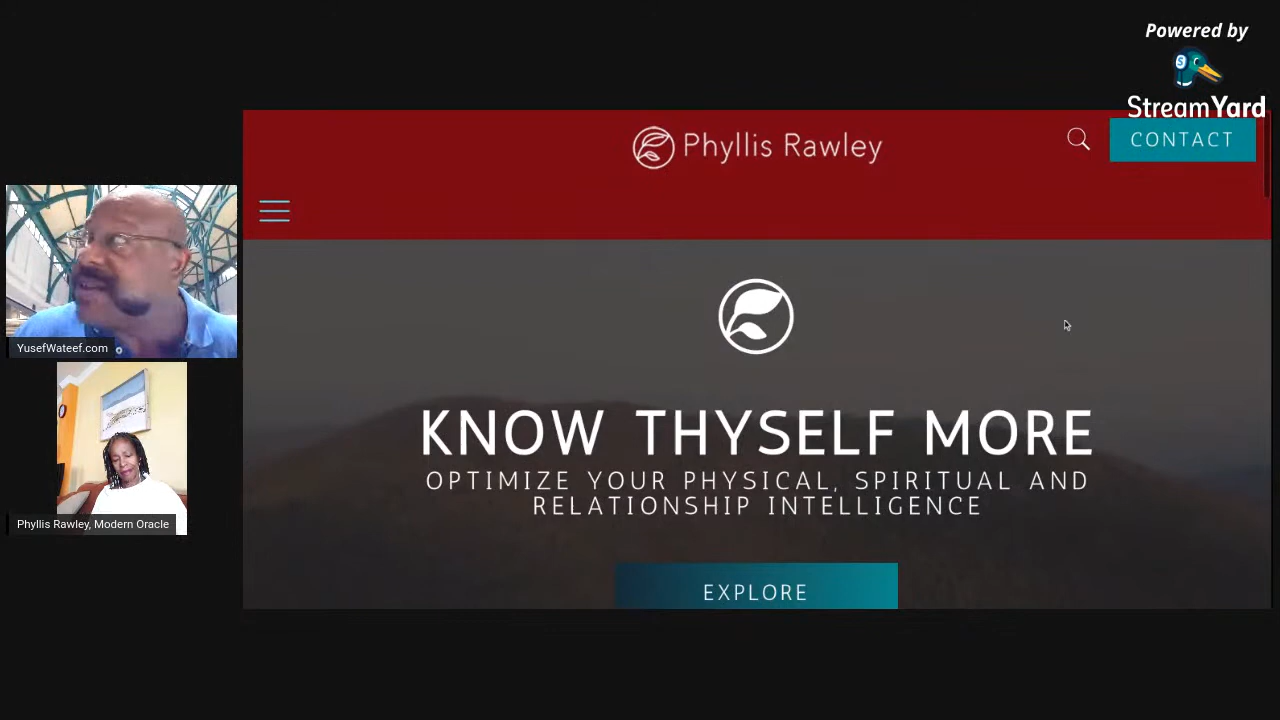 Powered by
StreamYard
Phyllis Rawley
CONTACT
YusefWateef.com
Phyllis Rawley, Modern Oracle
KNOW THYSELF MORE
OPTIMIZE YOUR PHYSICAL, SPIRITUAL AND
RELATIONSHIP INTELLIGENCE
EXPLORE